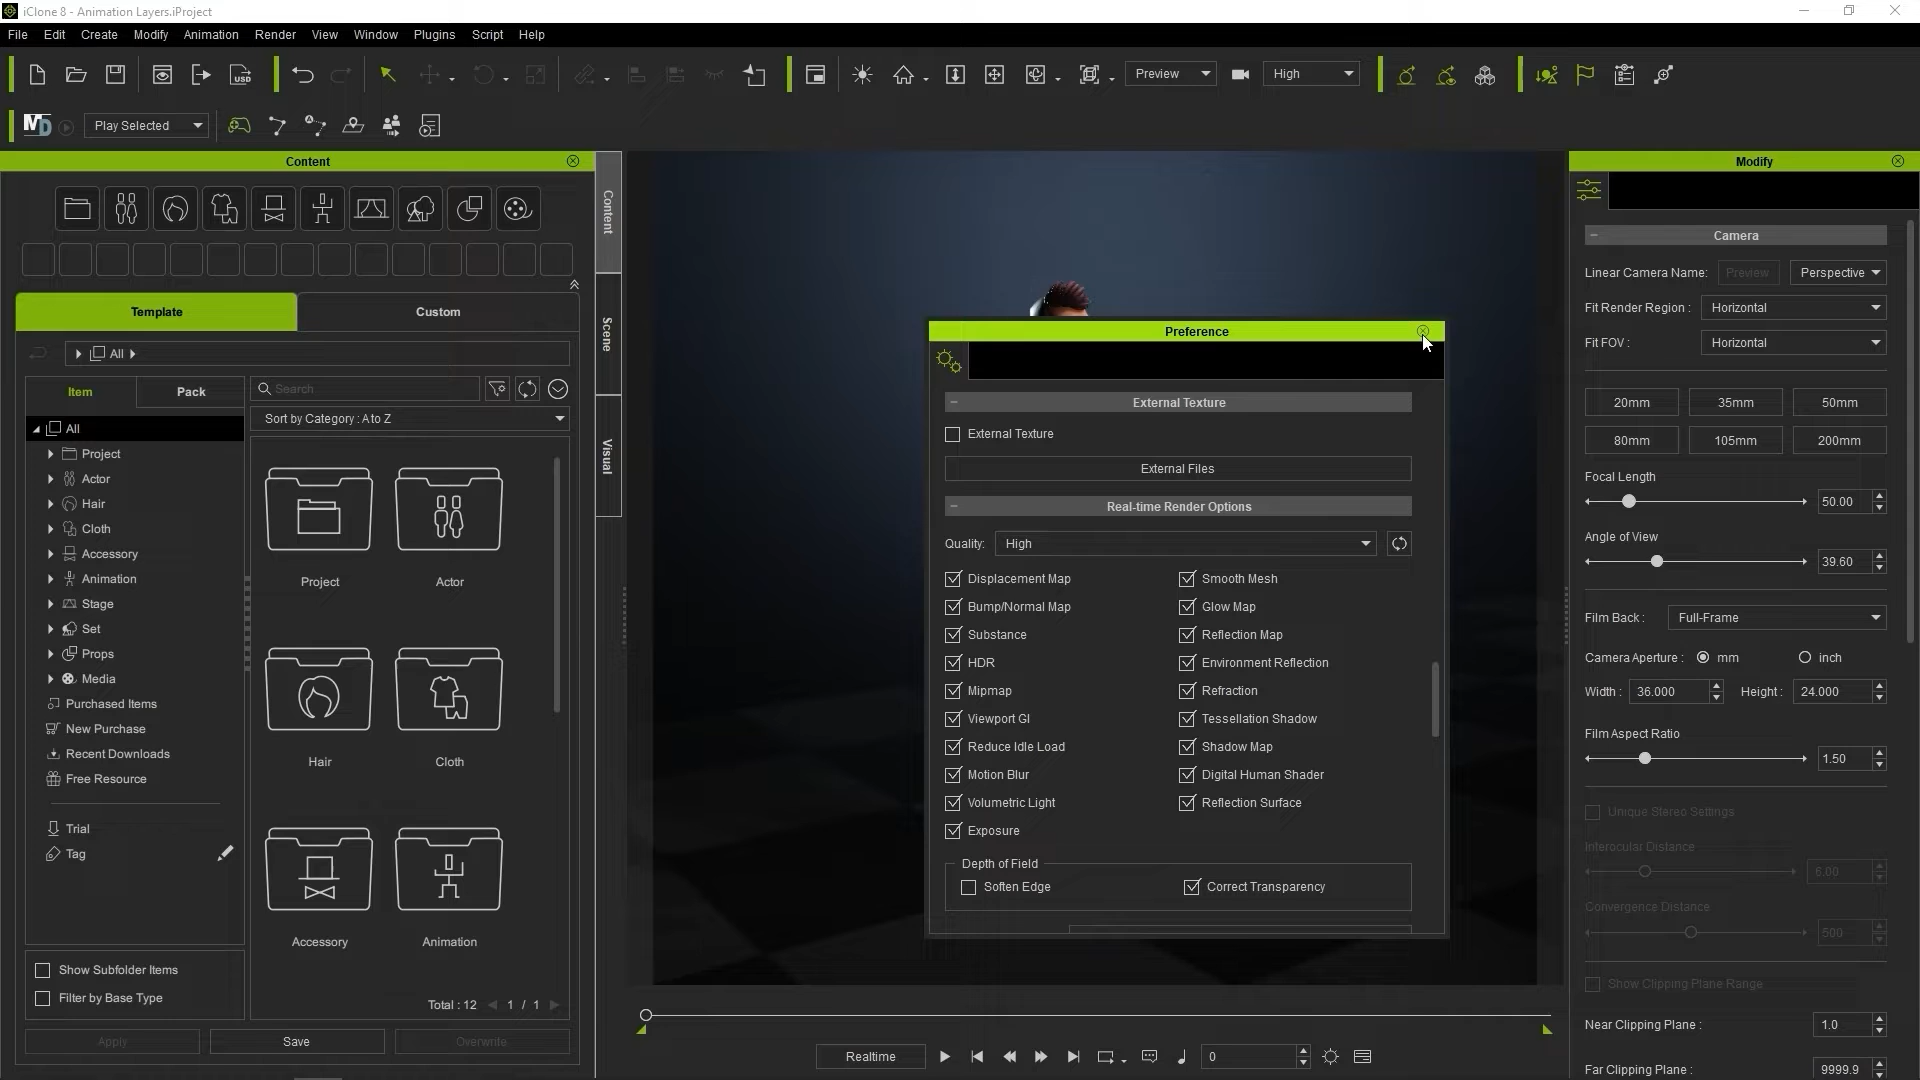 iClone 8 - Animation Layers.iProject
File Edit Create Modify Animation Render View Window Plugins Script Help
USD
Preview
High
MD
Play Selected
Content
Content
Scene
Visual
Template
Custom
All
Item
Pack
Search
Sort by Category : A to Z
All
Project
Actor
Hair
Cloth
Accessory
Animation
Stage
Set
Props
Media
Purchased Items
New Purchase
Recent Downloads
Free Resource
Trial
Tag
Show Subfolder Items
Filter by Base Type
Project
Actor
Hair
Cloth
Accessory
Animation
Total : 12 1 / 1
Apply
Save
Overwrite
Preference
External Texture
External Texture
External Files
Real-time Render Options
Quality: High
Displacement Map
Smooth Mesh
Bump/Normal Map
Glow Map
Substance
Reflection Map
HDR
Environment Reflection
Mipmap
Refraction
Viewport GI
Tessellation Shadow
Reduce Idle Load
Shadow Map
Motion Blur
Digital Human Shader
Volumetric Light
Reflection Surface
Exposure
Depth of Field
Soften Edge
Correct Transparency
Realtime
0
Modify
Camera
Linear Camera Name: Preview Perspective
Fit Render Region : Horizontal
Fit FOV : Horizontal
20mm 35mm 50mm
80mm 105mm 200mm
Focal Length
50.00
Angle of View
39.60
Film Back : Full-Frame
Camera Aperture : mm inch
Width : 36.000 Height : 24.000
Film Aspect Ratio
1.50
Unique Stereo Settings
Interocular Distance
6.00
Convergence Distance
500
Show Clipping Plane Range
Near Clipping Plane : 1.0
Far Clipping Plane : 9999.9